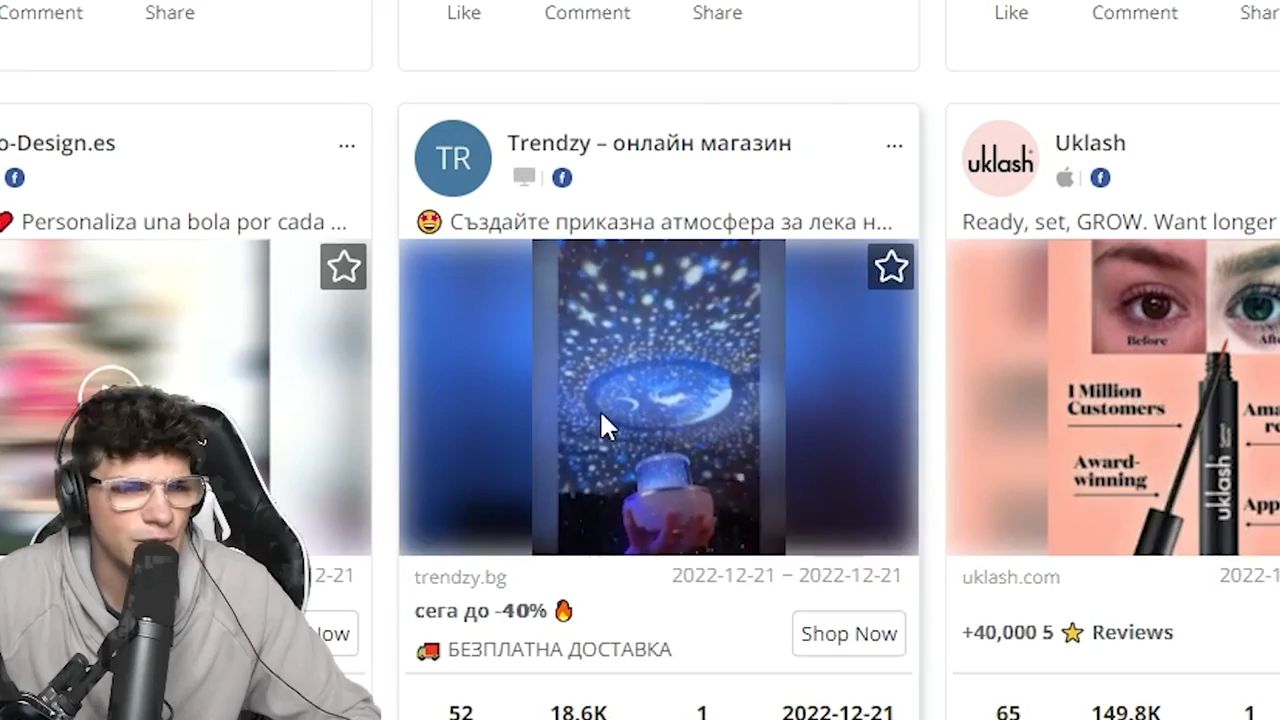 Comment Share
Like Comment Share
Like Comment
o-Design.es
...
Personaliza una bola por cada ...
2-21
TR
Trendzy – онлайн магазин
...
🤩 Създайте приказна атмосфера за лека н...
trendzy.bg
2022-12-21 – 2022-12-21
сега до -40% 🔥
🚚 БЕЗПЛАТНА ДОСТАВКА
Shop Now
52 18.6K 1 2022-12-21
uklash
Uklash
Ready, set, GROW. Want longer
Before
1 Million
Customers
Award-
winning
uklash
uklash.com
+40,000 5 ⭐ Reviews
65 149.8K 1